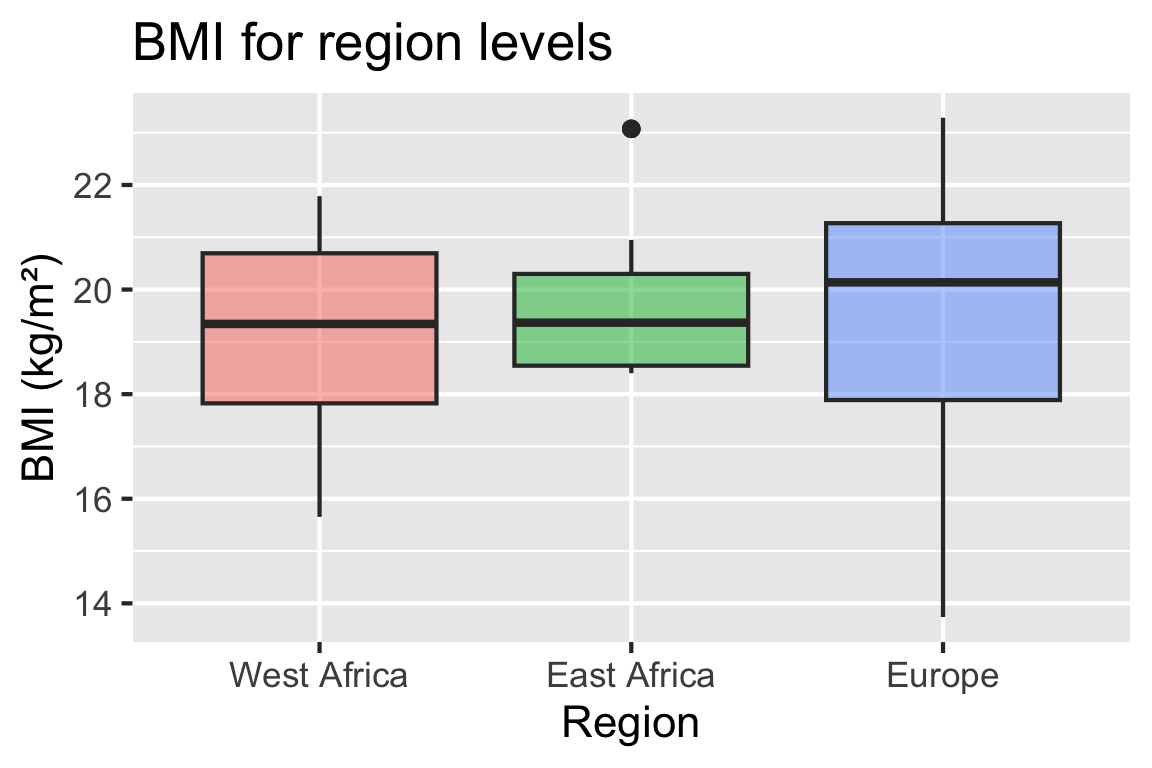 BMI for region levels
BMI (kg/m²)
22
20
18
16
14
West Africa East Africa Europe
Region